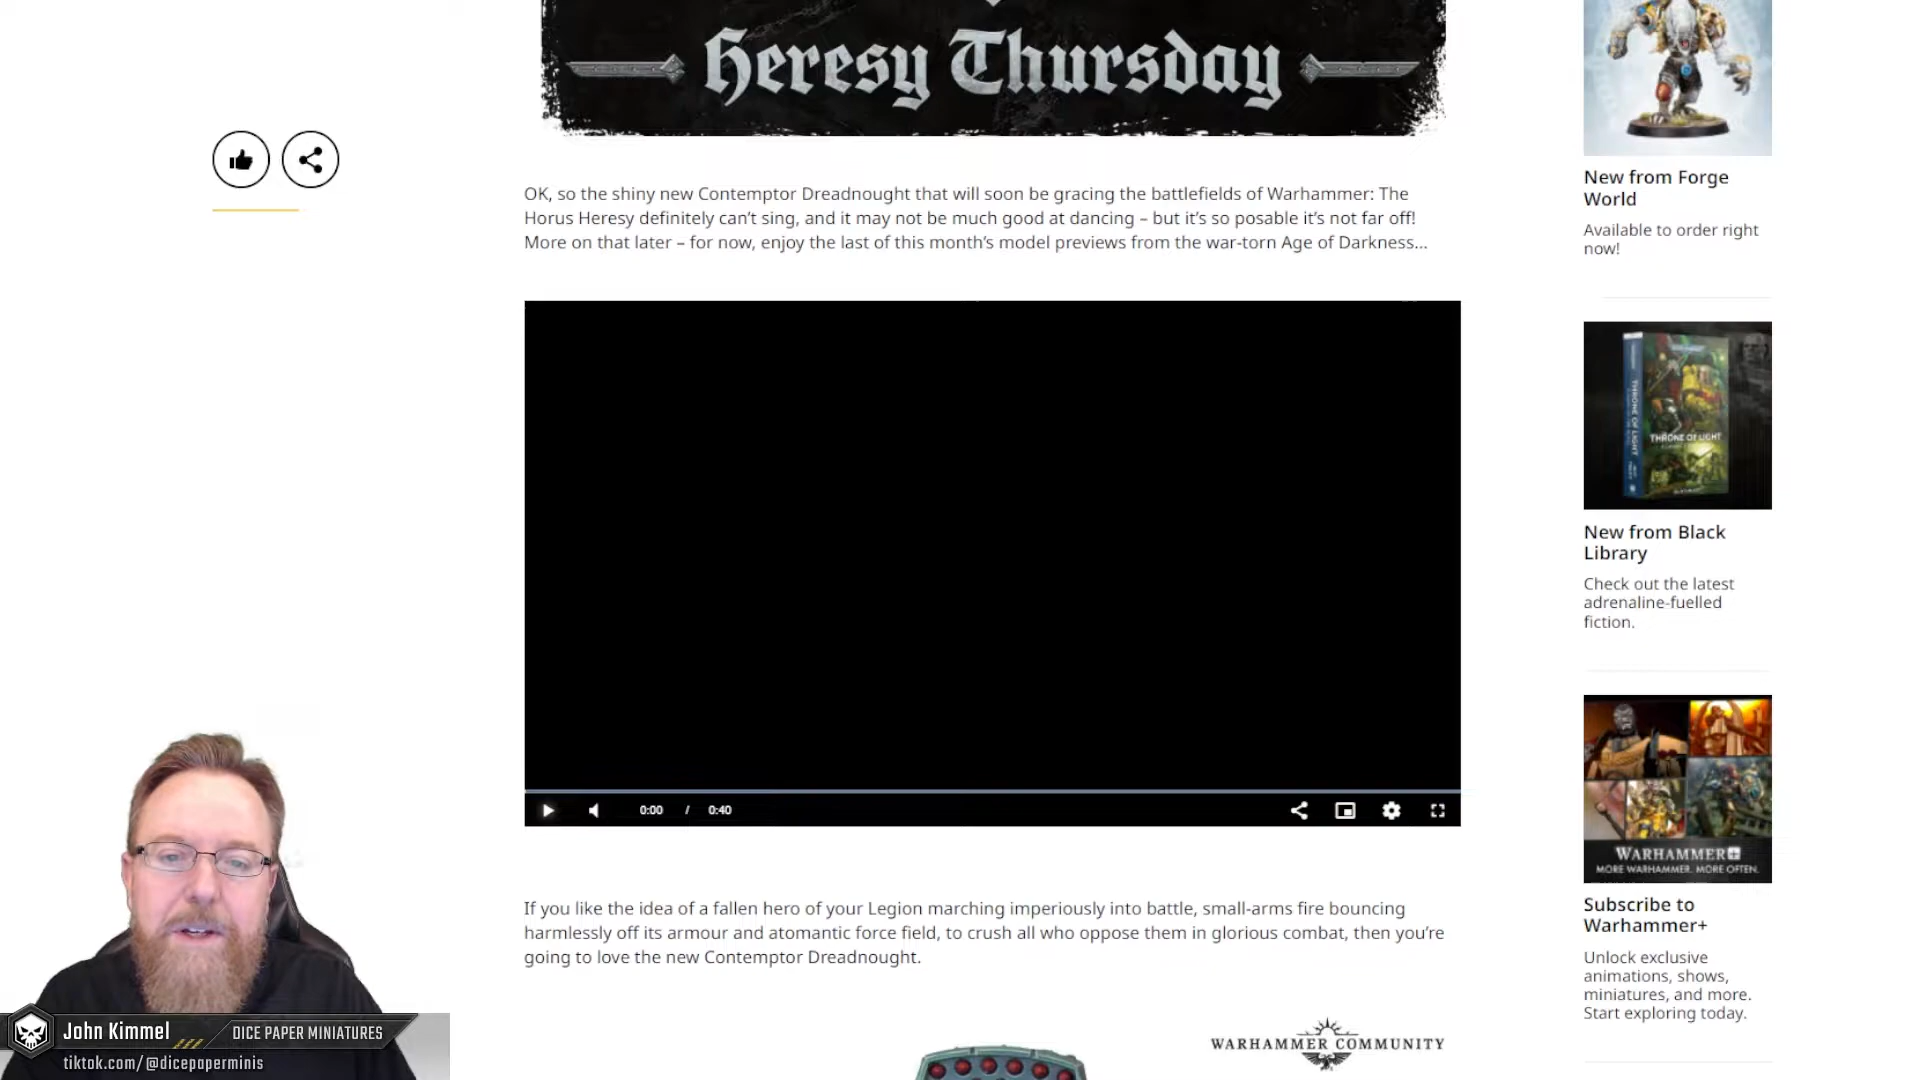 Heresy Thursday
OK, so the shiny new Contemptor Dreadnought that will soon be gracing the battlefields of Warhammer: The
Horus Heresy definitely can’t sing, and it may not be much good at dancing – but it’s so posable it’s not far off!
More on that later – for now, enjoy the last of this month’s model previews from the war-torn Age of Darkness…
0:00 / 0:40
If you like the idea of a fallen hero of your Legion marching imperiously into battle, small-arms fire bouncing
harmlessly off its armour and atomantic force field, to crush all who oppose them in glorious combat, then you’re
going to love the new Contemptor Dreadnought.
WARHAMMER COMMUNITY
New from Forge
World
Available to order right
now!
THRONE OF LIGHT
THRONE OF LIGHT
New from Black
Library
Check out the latest
adrenaline-fuelled
fiction.
WARHAMMER+
MORE WARHAMMER. MORE OFTEN.
Subscribe to
Warhammer+
Unlock exclusive
animations, shows,
miniatures, and more.
Start exploring today.
John Kimmel DICE PAPER MINIATURES
tiktok.com/@dicepaperminis